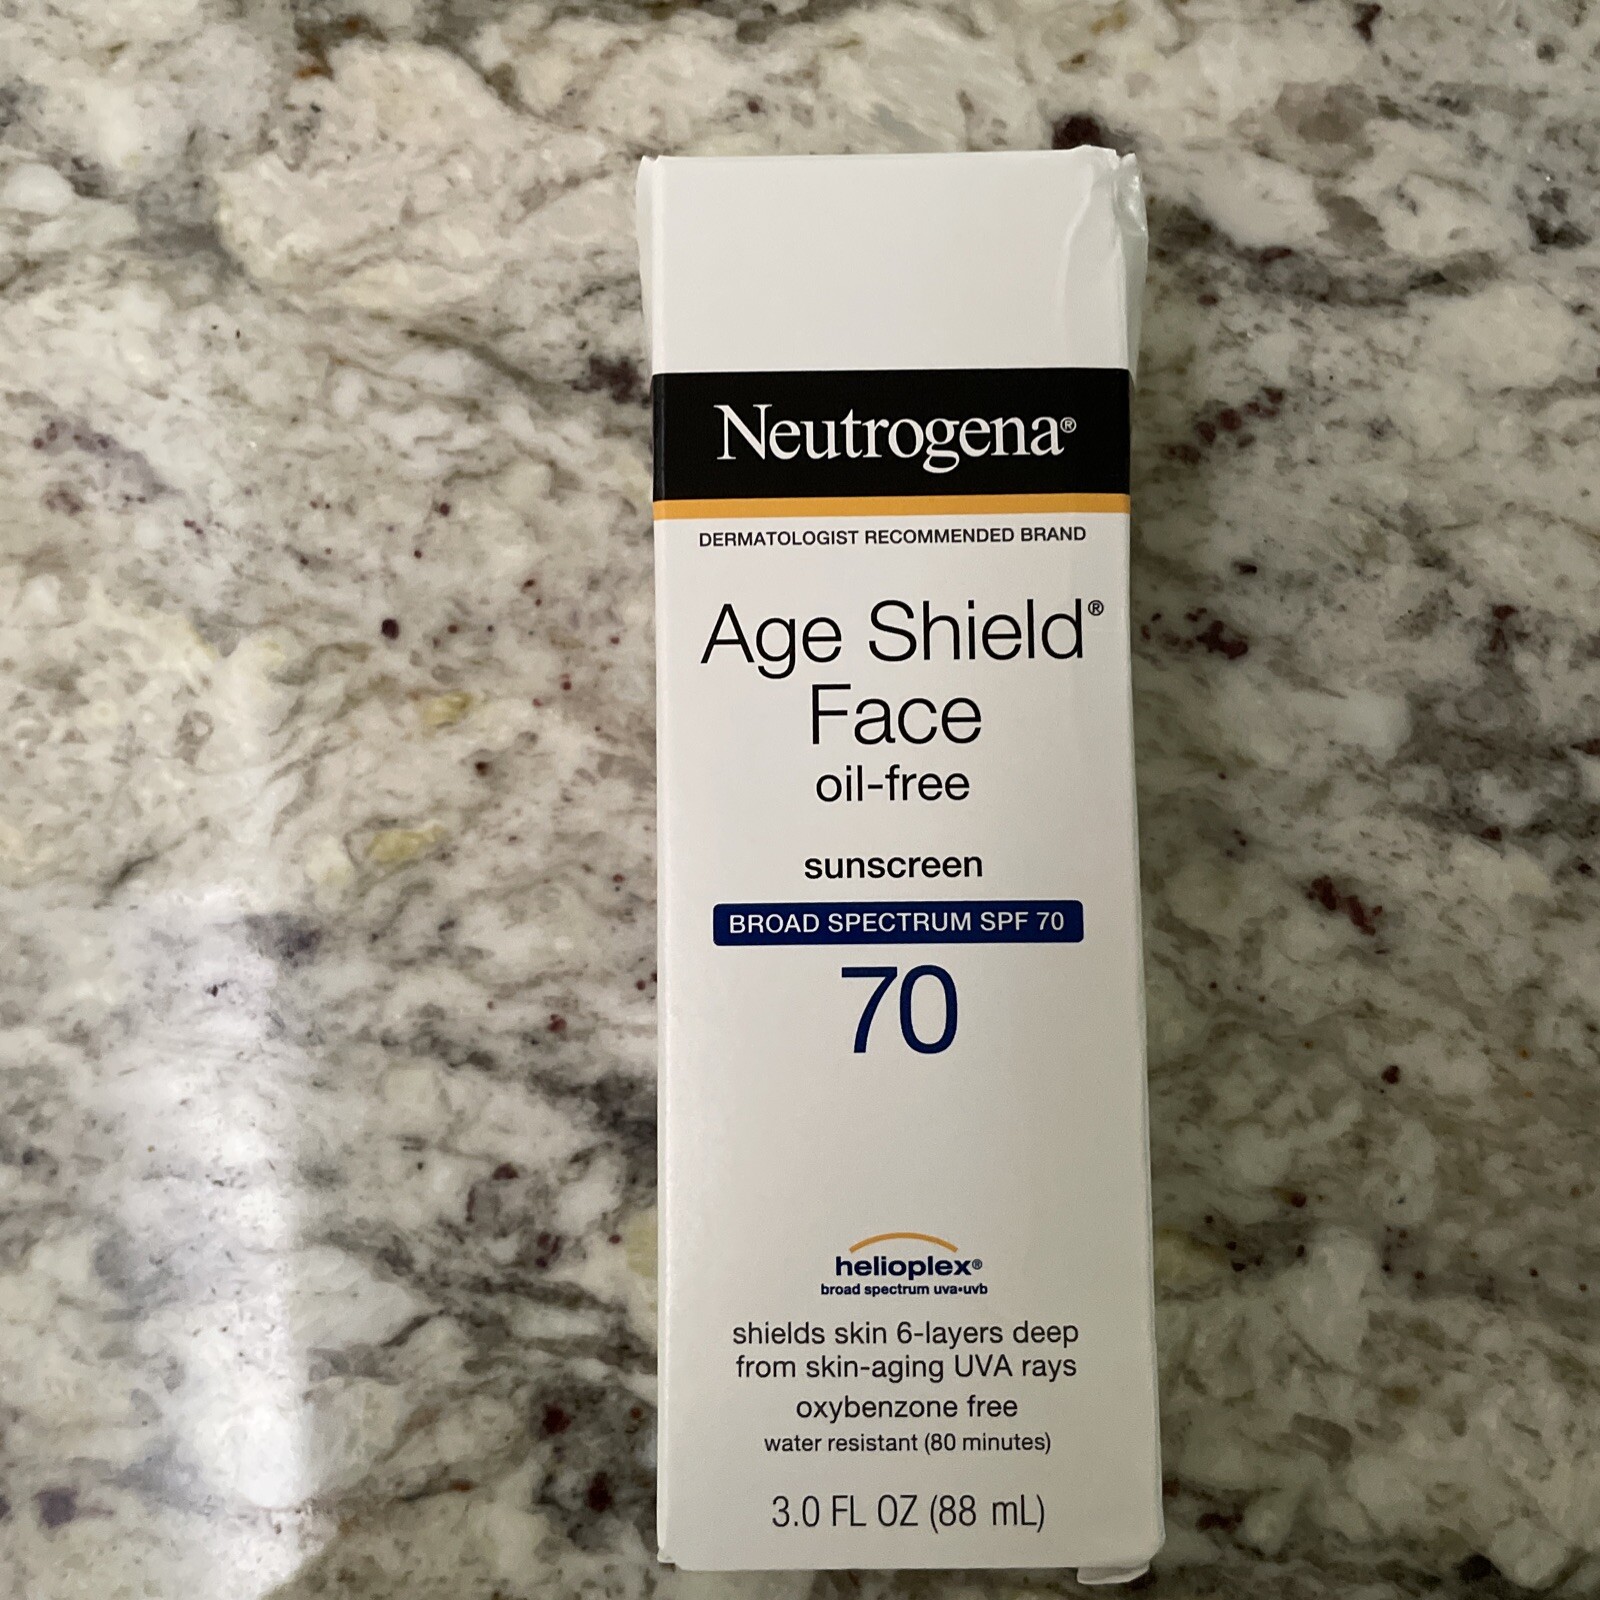 Neutrogena®
DERMATOLOGIST RECOMMENDED BRAND
Age Shield®
Face
oil-free
sunscreen
BROAD SPECTRUM SPF 70
70
helioplex®
broad spectrum uva•uvb
shields skin 6-layers deep
from skin-aging UVA rays
oxybenzone free
water resistant (80 minutes)
3.0 FL OZ (88 mL)